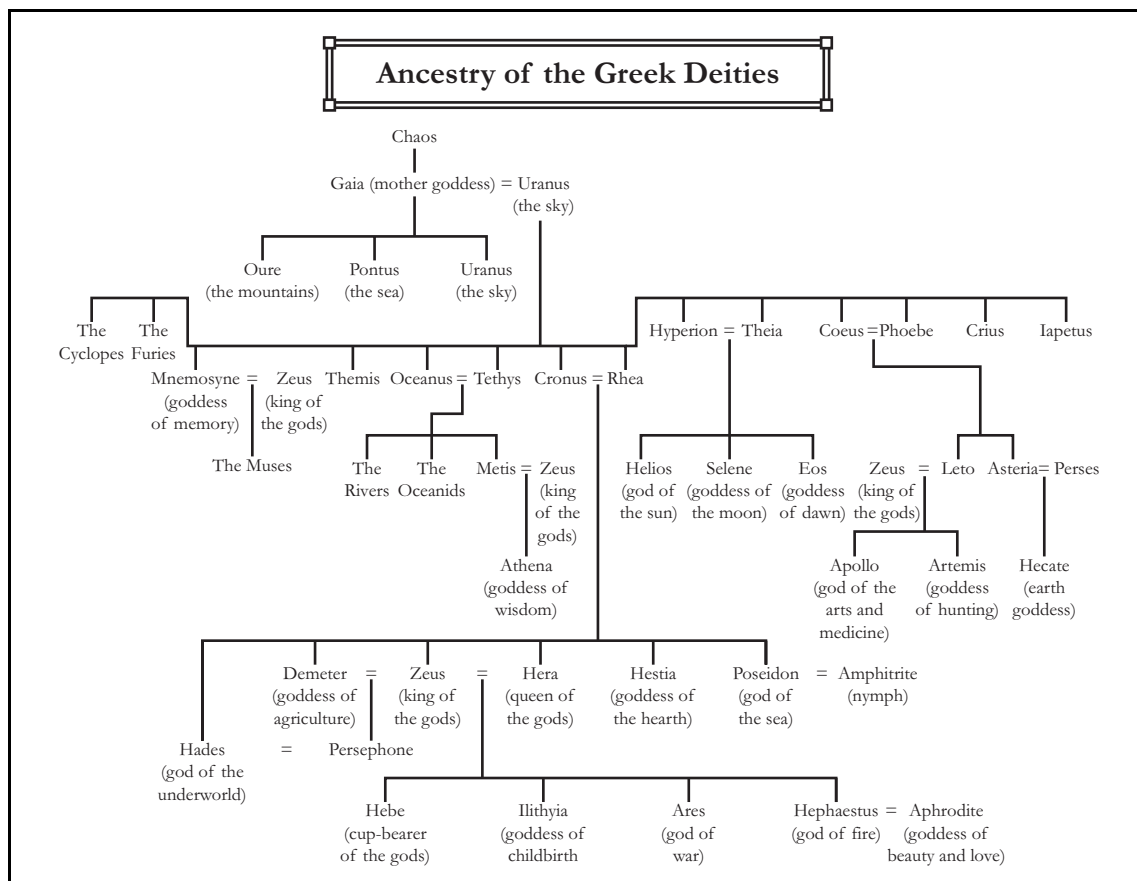 Ancestry of the Greek Deities
Chaos
Gaia (mother goddess) = Uranus
(the sky)
Oure
(the mountains)
Pontus
(the sea)
Uranus
(the sky)
The
Cyclopes
The
Furies
Hyperion = Theia
Coeus =Phoebe
Crius
Iapetus
Mnemosyne =
(goddess
of memory)
Zeus
(king of
the gods)
Themis
Oceanus = Tethys
Cronus = Rhea
The Muses
The
Rivers
The
Oceanids
Metis = Zeus
(king
of the
gods)
Helios
(god of
the sun)
Selene
(goddess of
the moon)
Eos
(goddess
of dawn)
Zeus = Leto
(king of
the gods)
Asteria= Perses
Athena
(goddess of
wisdom)
Apollo
(god of the
arts and
medicine)
Artemis
(goddess
of hunting)
Hecate
(earth
goddess)
Demeter =
(goddess of
agriculture)
Zeus =
(king of
the gods)
Hera
(queen of
the gods)
Hestia
(goddess of
the hearth)
Poseidon =
(god of
the sea)
Amphitrite
(nymph)
Hades = Persephone
(god of the
underworld)
Hebe
(cup-bearer
of the gods)
Ilithyia
(goddess of
childbirth
Ares
(god of
war)
Hephaestus =
(god of fire)
Aphrodite
(goddess of
beauty and love)